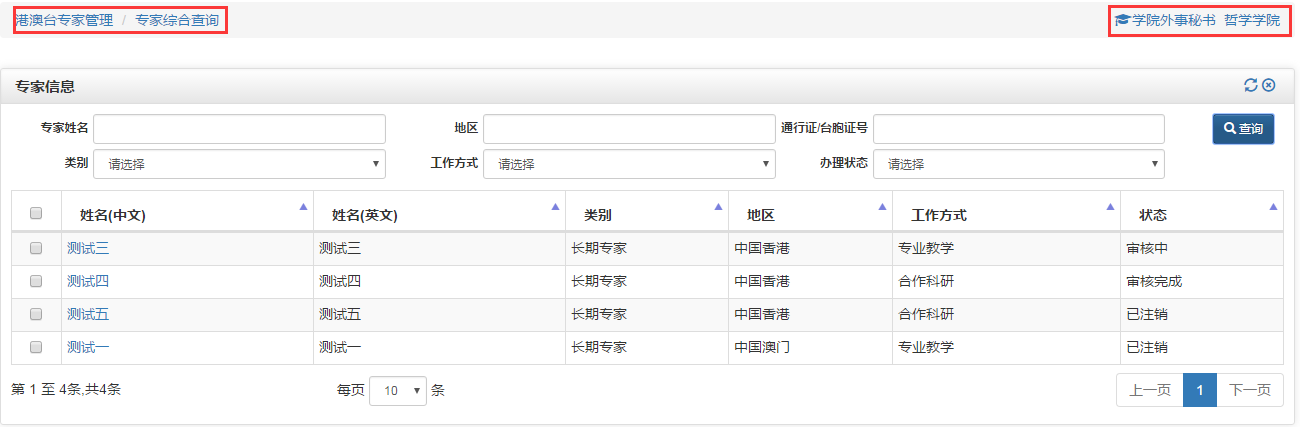 港澳台专家管理 / 专家综合查询 学院外事秘书 哲学学院
专家信息
专家姓名 地区 通行证/台胞证号 查询
类别 请选择 工作方式 请选择 办理状态 请选择
姓名(中文) 姓名(英文) 类别 地区 工作方式 状态
测试三 测试三 长期专家 中国香港 专业教学 审核中
测试四 测试四 长期专家 中国香港 合作科研 审核完成
测试五 测试五 长期专家 中国香港 合作科研 已注销
测试一 测试一 长期专家 中国澳门 专业教学 已注销
第 1 至 4条,共4条 每页 10 条 上一页 1 下一页